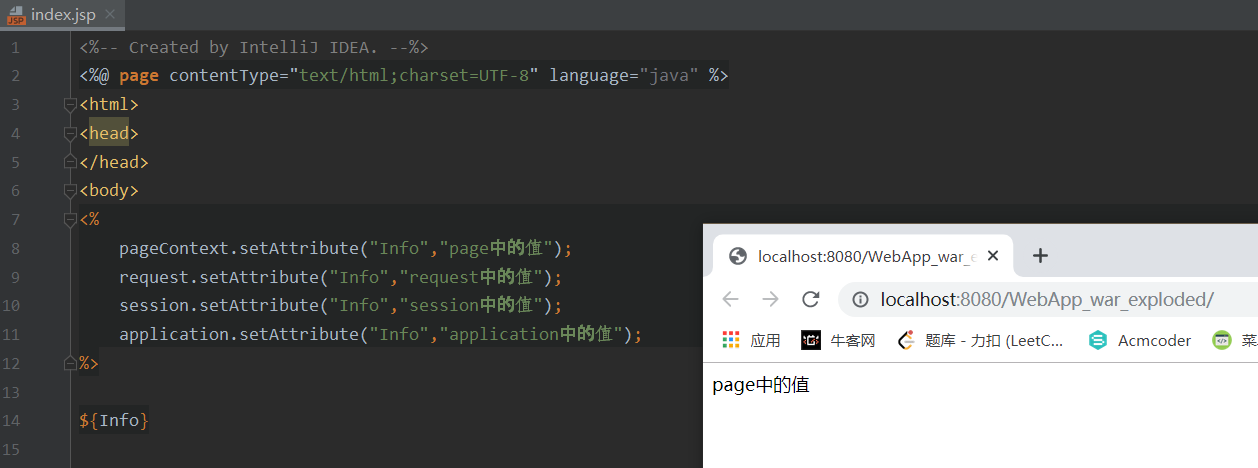 index.jsp
1 <%-- Created by IntelliJ IDEA. --%>
2 <%@ page contentType="text/html;charset=UTF-8" language="java" %>
3 <html>
4 <head>
5 </head>
6 <body>
7 <%
8 pageContext.setAttribute("Info","page中的值");
9 request.setAttribute("Info","request中的值");
10 session.setAttribute("Info","session中的值");
11 application.setAttribute("Info","application中的值");
12 %>
13
14 ${Info}
15
localhost:8080/WebApp_war_e
localhost:8080/WebApp_war_exploded/
应用 牛客网 题库 - 力扣 (LeetC... Acmcoder 菜
page中的值